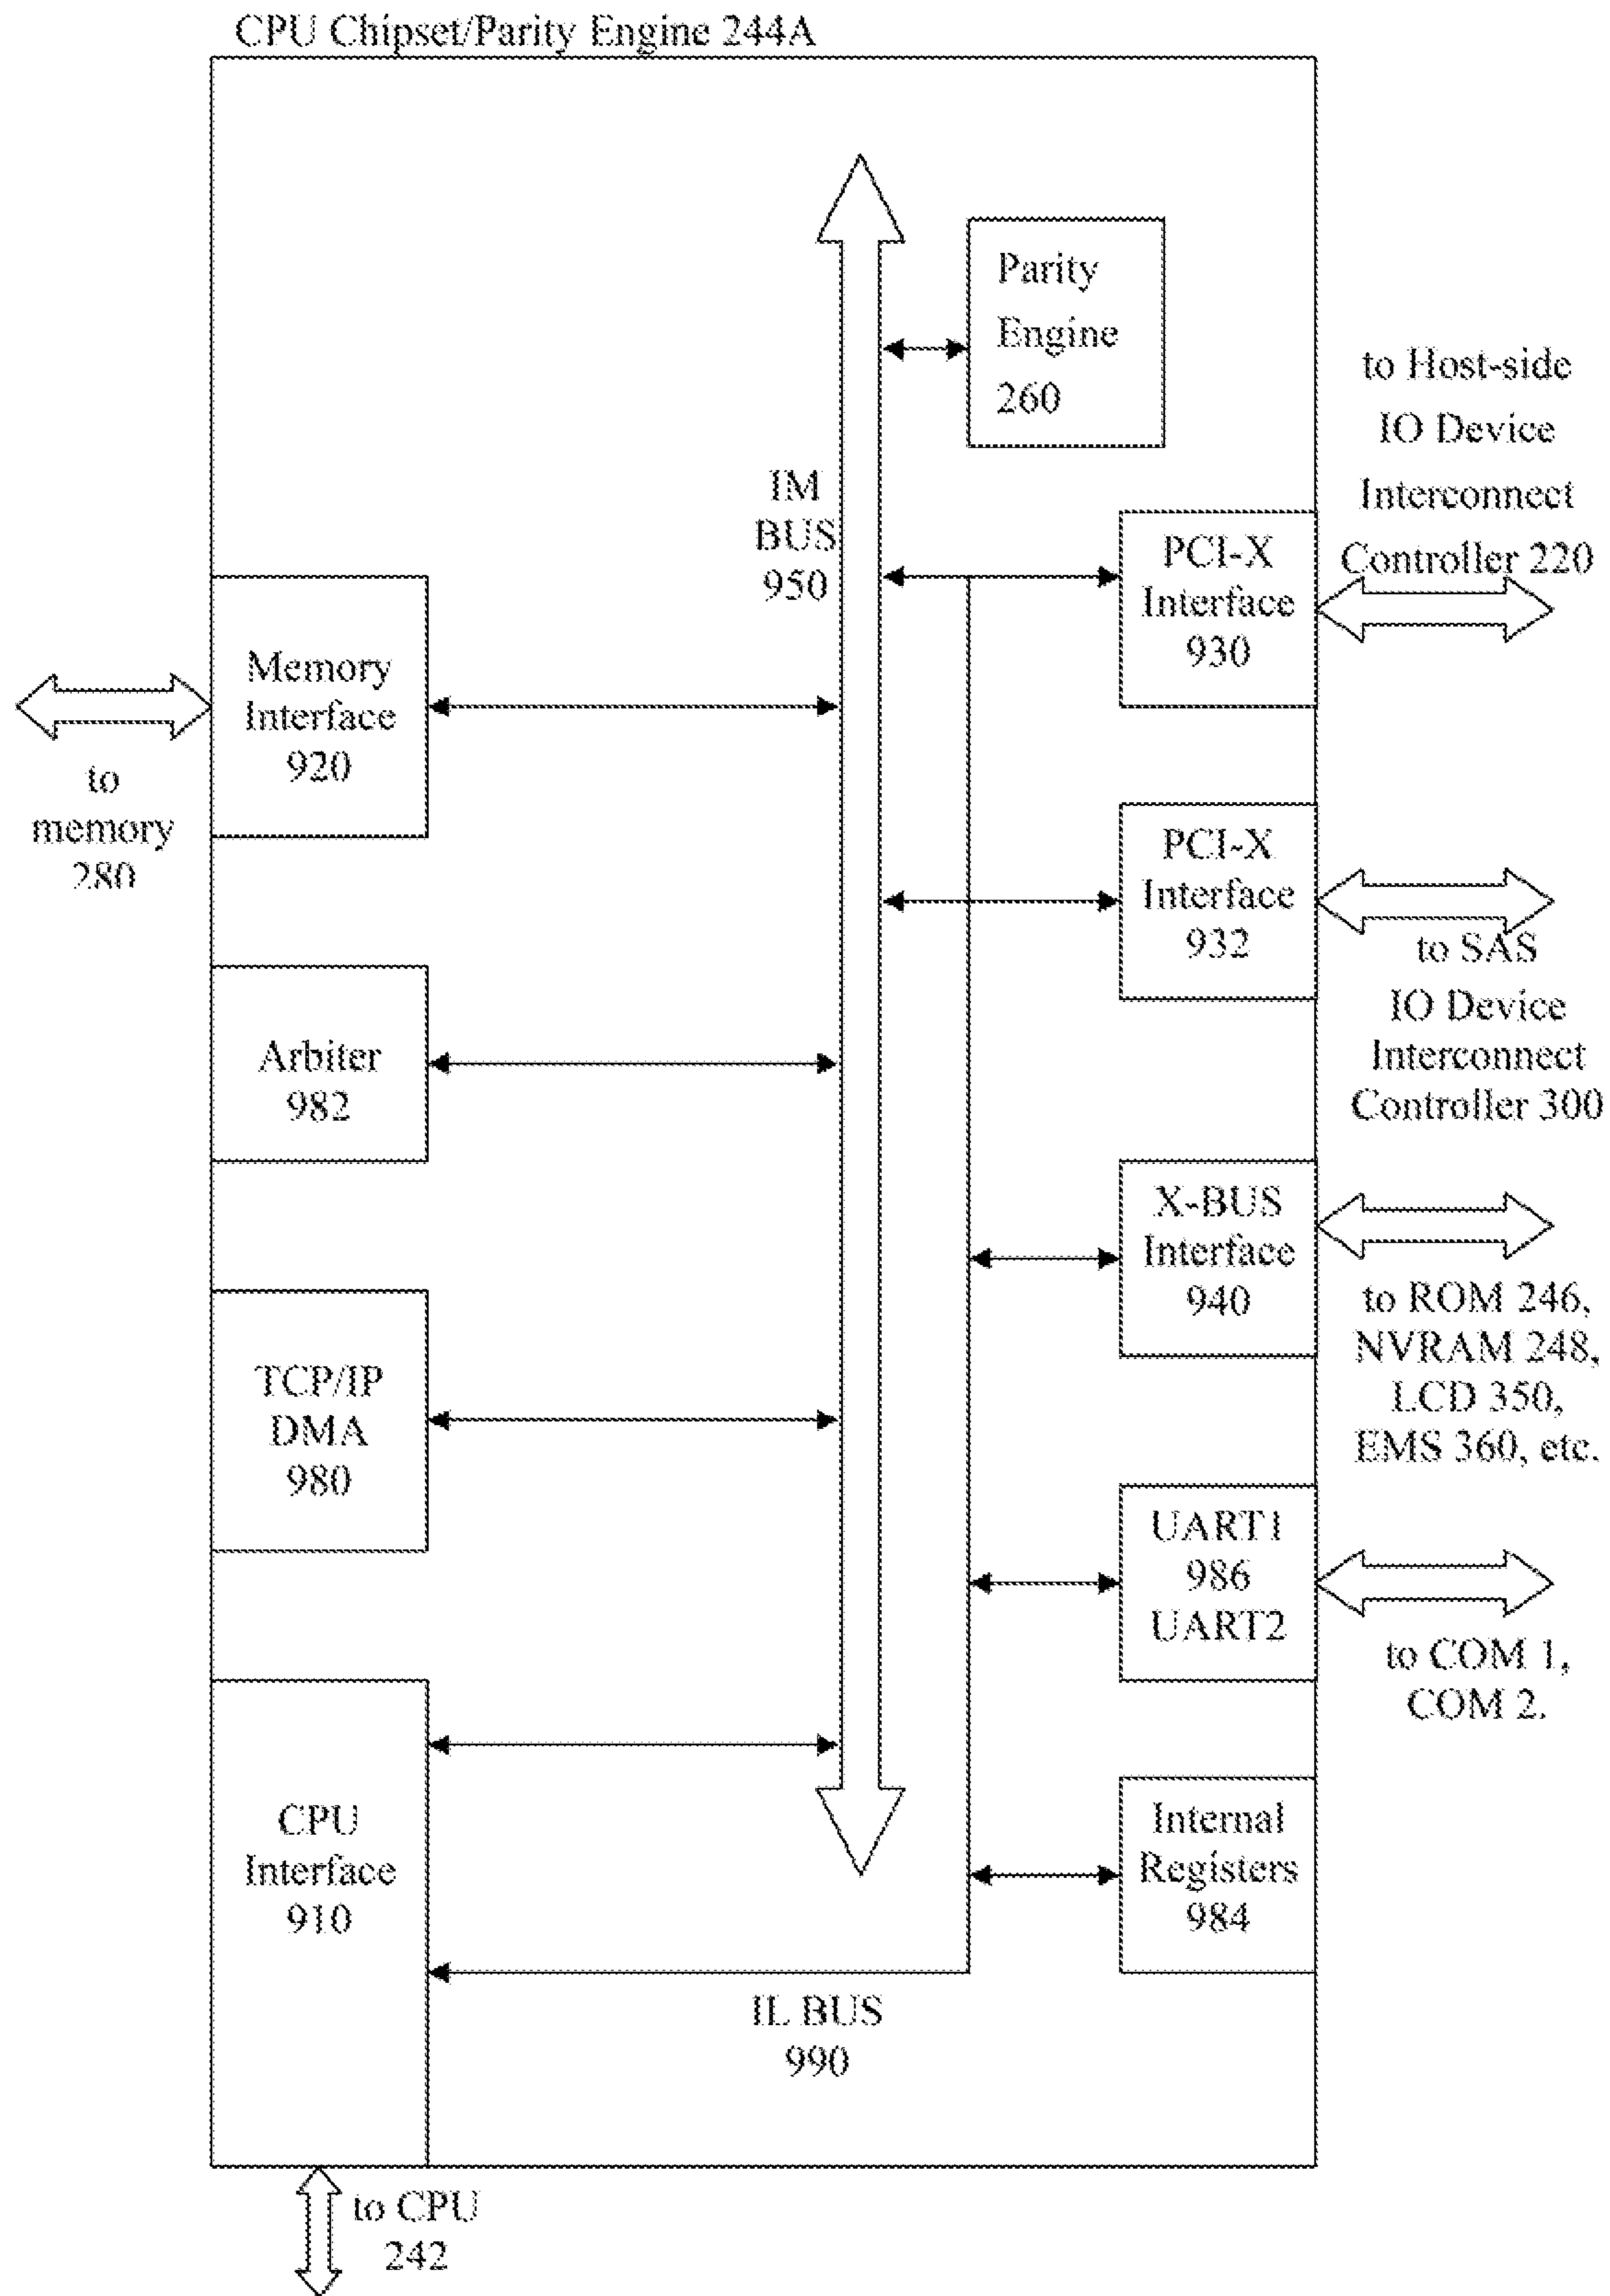 CPU Chipset/Parity Engine 244A
Parity
Engine
260
to Host-side
IO Device
Interconnect
Controller 220
IM
BUS
950
PCI-X
Interface
930
Memory
Interface
920
to
memory
280
PCI-X
Interface
932
to SAS
IO Device
Interconnect
Controller 300
Arbiter
982
X-BUS
Interface
940
to ROM 246,
NVRAM 248,
LCD 350,
EMS 360, etc.
TCP/IP
DMA
980
UART1
986
UART2
to COM 1,
COM 2.
CPU
Interface
910
Internal
Registers
984
IL BUS
990
to CPU
242